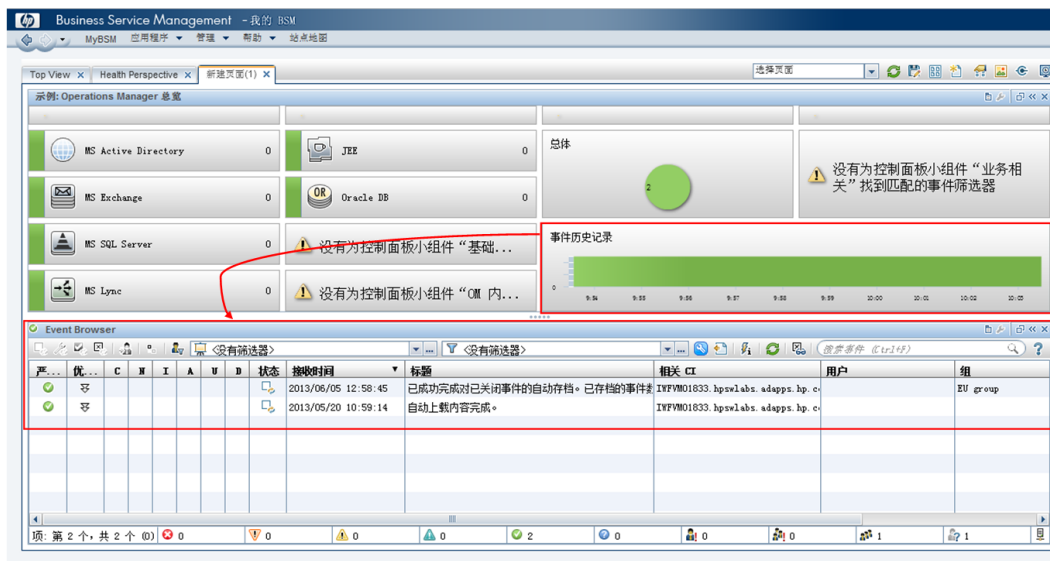 hp Business Service Management - 我的 BSM
MyBSM 应用程序 管理 帮助 站点地图
Top View Health Perspective 新建页面(1) 选择页面
示例: Operations Manager 总览
MS Active Directory 0
JEE 0
总体
2
没有为控制面板小组件“业务相
关”找到匹配的事件筛选器
MS Exchange 0
OR Oracle DB 0
MS SQL Server 0
没有为控制面板小组件“基础...
事件历史记录
MS Lync 0
没有为控制面板小组件“OM 内...
0
9:54 9:55 9:56 9:57 9:58 9:59 10:00 10:01 10:02 10:03
Event Browser
<没有筛选器> ... <没有筛选器> ... (搜索事件 (Ctrl+F)
严... 优... C N I A U D 状态 接收时间 标题 相关 CI 用户 组
2013/06/05 12:58:45 已成功完成对已关闭事件的自动存档。已存档的事件数 IWFVM01833.hpswlabs.adapps.hp.c EU group
2013/05/20 10:59:14 自动上载内容完成。 IWFVM01833.hpswlabs.adapps.hp.c
项: 第 2 个，共 2 个 (0) 0 0 0 0 2 0 0 0 1 1